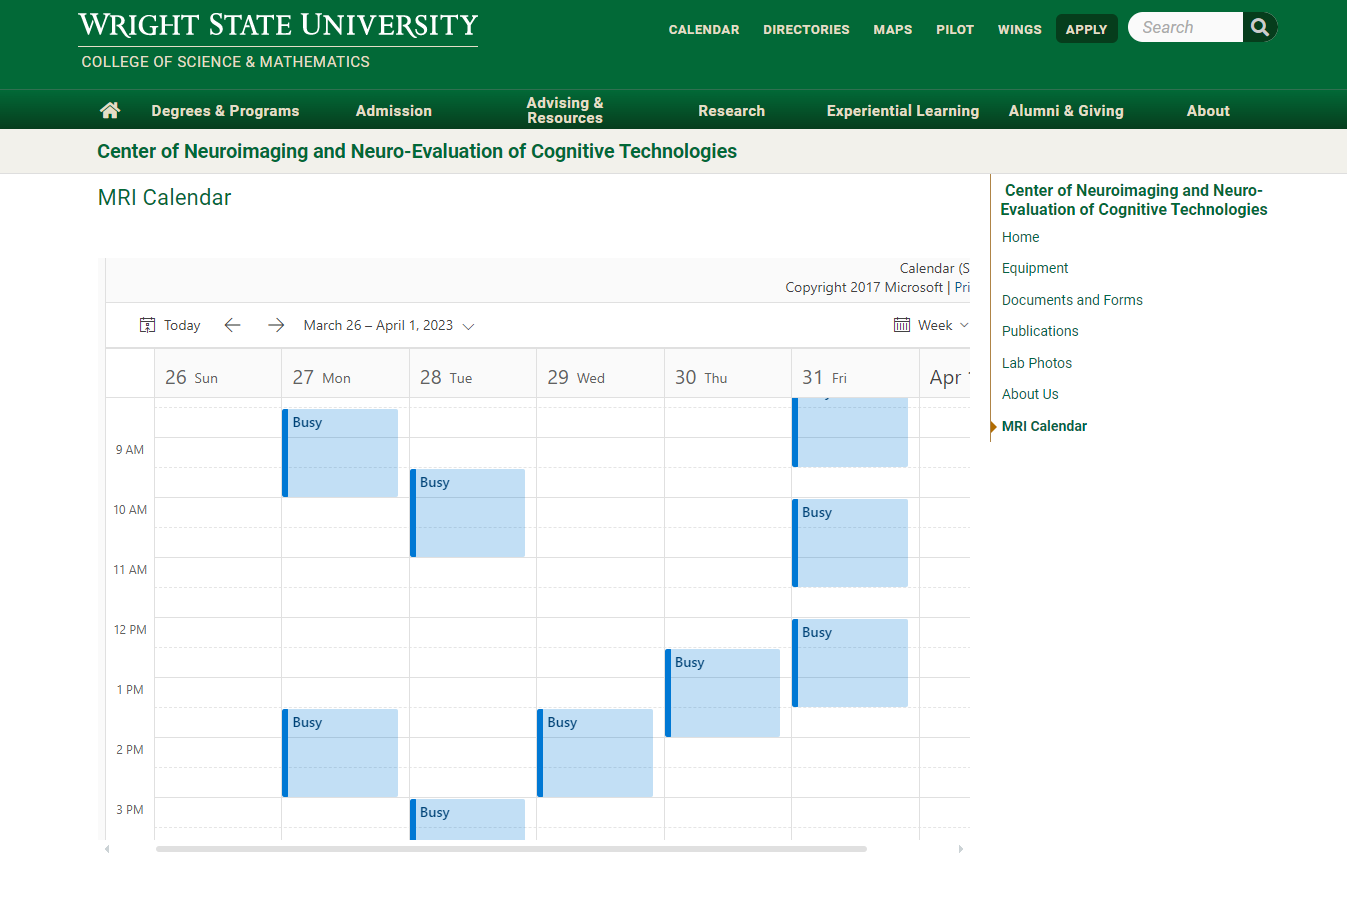 WRIGHT STATE UNIVERSITY
COLLEGE OF SCIENCE & MATHEMATICS
CALENDAR DIRECTORIES MAPS PILOT WINGS APPLY Search
Degrees & Programs Admission Advising & Resources Research Experiential Learning Alumni & Giving About
Center of Neuroimaging and Neuro-Evaluation of Cognitive Technologies
MRI Calendar
Calendar (S
Copyright 2017 Microsoft | Pri
Today March 26 – April 1, 2023 Week
26 Sun 27 Mon 28 Tue 29 Wed 30 Thu 31 Fri Apr
Busy
9 AM
Busy
10 AM Busy
11 AM
12 PM Busy
Busy
1 PM
Busy Busy
2 PM
3 PM Busy
Center of Neuroimaging and Neuro-
Evaluation of Cognitive Technologies
Home
Equipment
Documents and Forms
Publications
Lab Photos
About Us
MRI Calendar